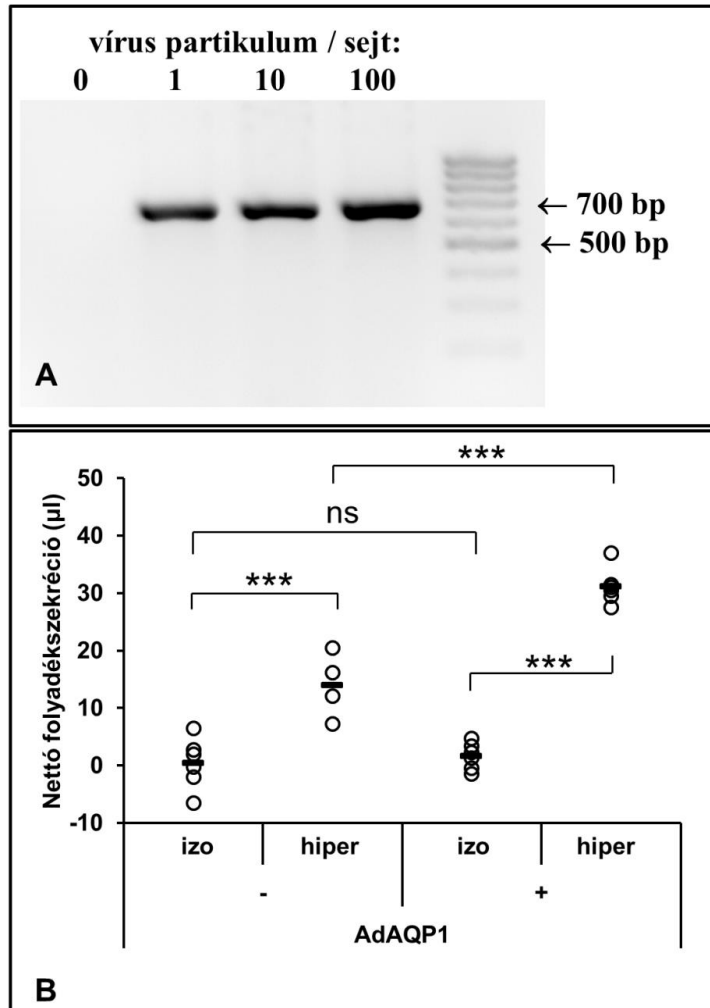 vírus partikulum / sejt:
0 1 10 100
← 700 bp
← 500 bp
A
Nettó folyadékszekréció (µl)
50
40
30
20
10
0
-10
***
ns
***
***
izo hiper izo hiper
- +
AdAQP1
B